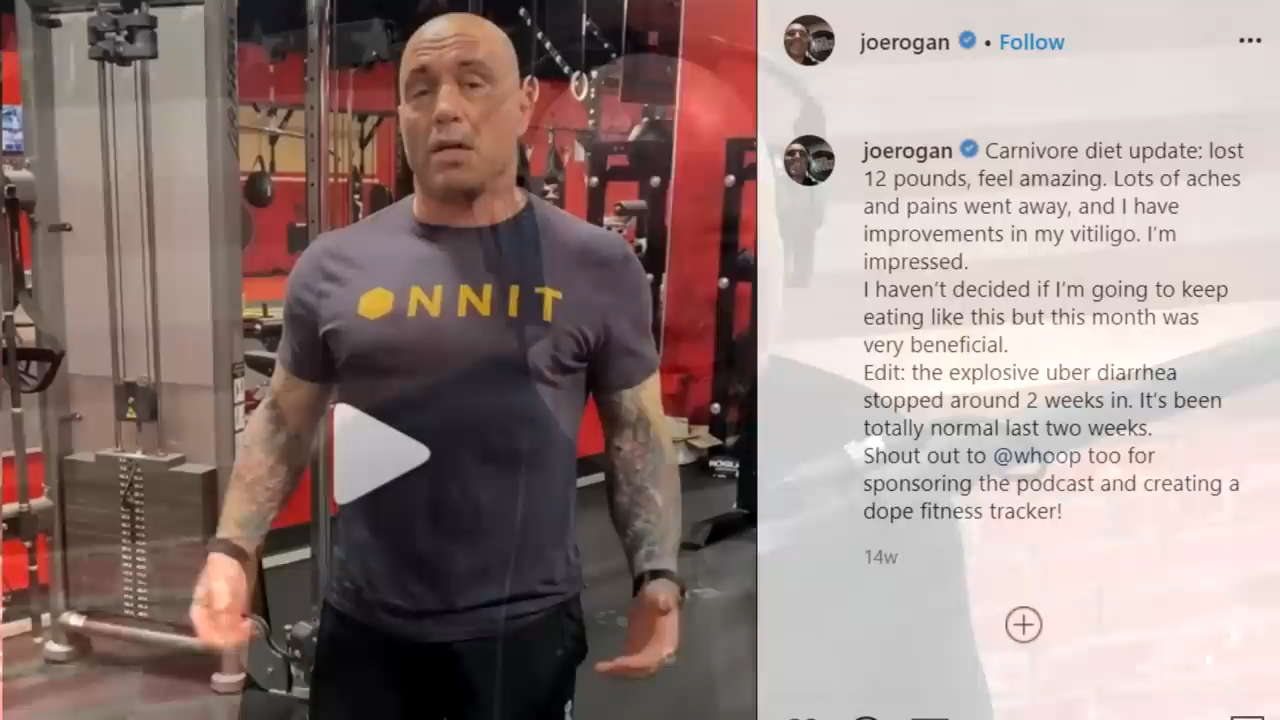 joerogan • Follow
joerogan Carnivore diet update: lost
12 pounds, feel amazing. Lots of aches
and pains went away, and I have
improvements in my vitiligo. I'm
impressed.
I haven't decided if I'm going to keep
eating like this but this month was
very beneficial.
Edit: the explosive uber diarrhea
stopped around 2 weeks in. It's been
totally normal last two weeks.
Shout out to @whoop too for
sponsoring the podcast and creating a
dope fitness tracker!
14w
ONNIT